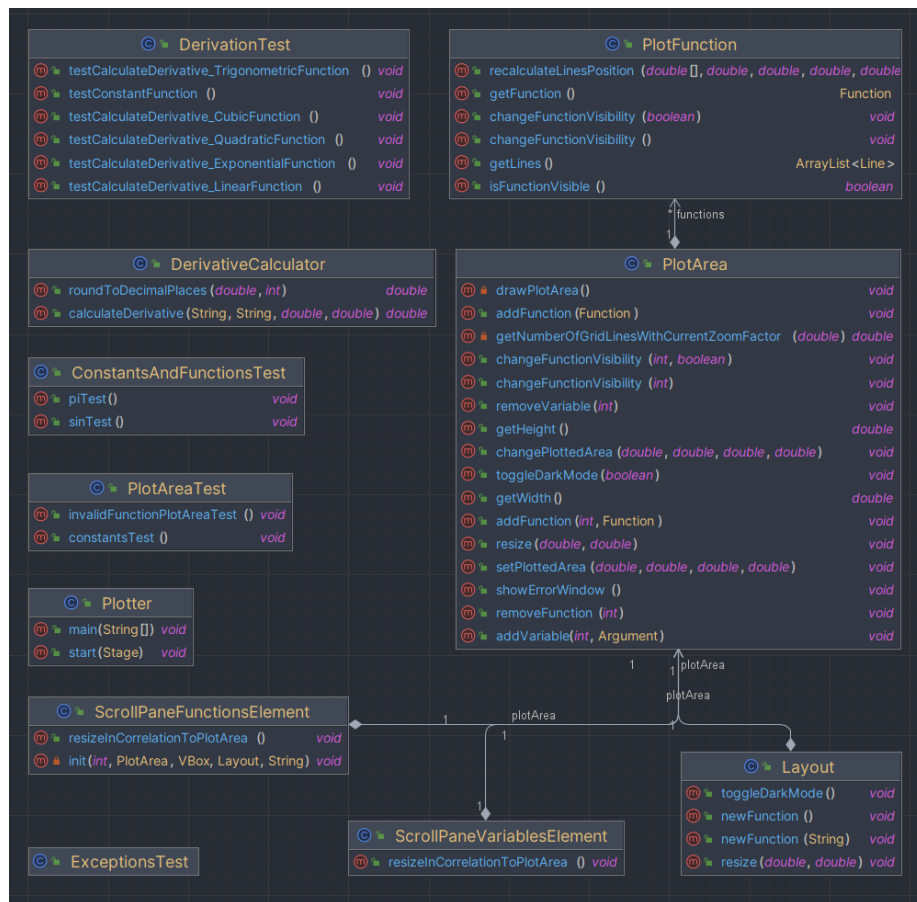 DerivationTest
testCalculateDerivative_TrigonometricFunction () void
testConstantFunction () void
testCalculateDerivative_CubicFunction () void
testCalculateDerivative_QuadraticFunction () void
testCalculateDerivative_ExponentialFunction () void
testCalculateDerivative_LinearFunction () void
PlotFunction
recalculateLinesPosition (double[], double, double, double, double
getFunction () Function
changeFunctionVisibility (boolean) void
changeFunctionVisibility () void
getLines () ArrayList<Line>
isFunctionVisible () boolean
* functions
1
DerivativeCalculator
roundToDecimalPlaces (double, int) double
calculateDerivative (String, String, double, double) double
PlotArea
drawPlotArea () void
addFunction (Function) void
getNumberOfGridLinesWithCurrentZoomFactor (double) double
changeFunctionVisibility (int, boolean) void
changeFunctionVisibility (int) void
removeVariable (int) void
getHeight () double
changePlottedArea (double, double, double, double) void
toggleDarkMode (boolean) void
getWidth () double
addFunction (int, Function) void
resize (double, double) void
setPlottedArea (double, double, double, double) void
showErrorWindow () void
removeFunction (int) void
addVariable (int, Argument) void
ConstantsAndFunctionsTest
piTest () void
sinTest () void
PlotAreaTest
invalidFunctionPlotAreaTest () void
constantsTest () void
Plotter
main (String[]) void
start (Stage) void
1 1 plotArea
plotArea
ScrollPaneFunctionsElement
resizeInCorrelationToPlotArea () void
init (int, PlotArea, VBox, Layout, String) void
1 plotArea 1
1
1
Layout
toggleDarkMode () void
newFunction () void
newFunction (String) void
resize (double, double) void
ScrollPaneVariablesElement
resizeInCorrelationToPlotArea () void
ExceptionsTest